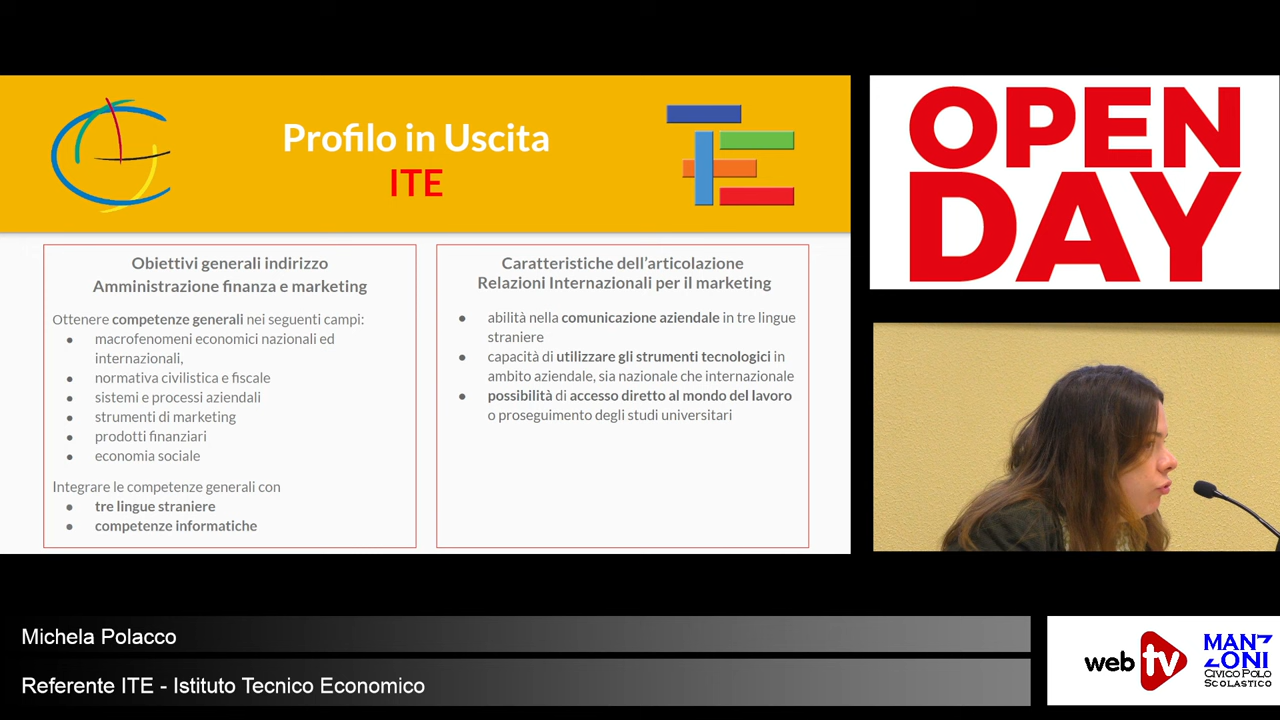 Profilo in Uscita
ITE
Obiettivi generali indirizzo
Amministrazione finanza e marketing
Ottenere competenze generali nei seguenti campi:
● macrofenomeni economici nazionali ed
internazionali,
● normativa civilistica e fiscale
● sistemi e processi aziendali
● strumenti di marketing
● prodotti finanziari
● economia sociale
Integrare le competenze generali con
● tre lingue straniere
● competenze informatiche
Caratteristiche dell’articolazione
Relazioni Internazionali per il marketing
● abilità nella comunicazione aziendale in tre lingue
straniere
● capacità di utilizzare gli strumenti tecnologici in
ambito aziendale, sia nazionale che internazionale
● possibilità di accesso diretto al mondo del lavoro
o proseguimento degli studi universitari
OPEN
DAY
Michela Polacco
Referente ITE - Istituto Tecnico Economico
web tv
MANZ
ZONI
CIVICO POLO
SCOLASTICO